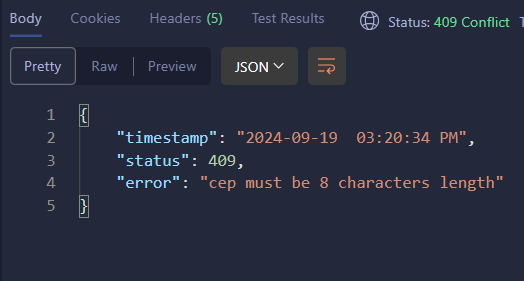 Body Cookies Headers (5) Test Results Status: 409 Conflict
Pretty Raw Preview JSON
1 {
2 "timestamp": "2024-09-19  03:20:34 PM",
3 "status": 409,
4 "error": "cep must be 8 characters length"
5 }